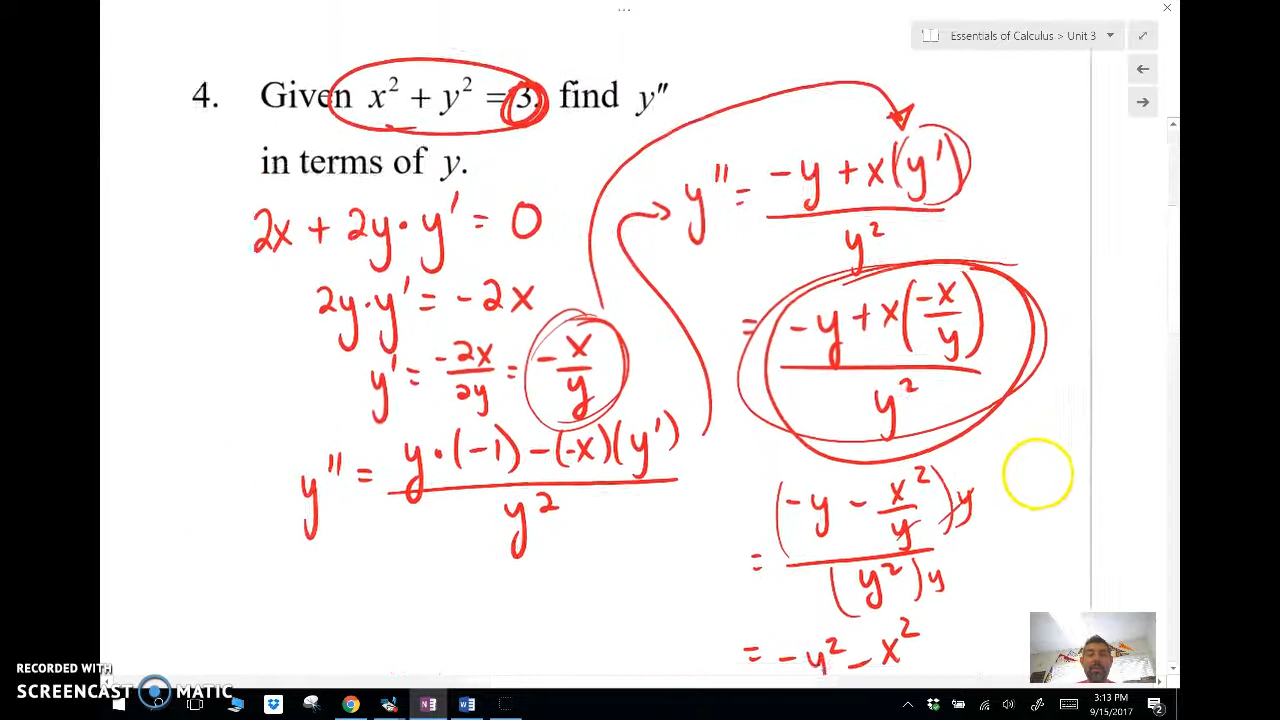 Essentials of Calculus > Unit 3
4. Given x² + y² = 3, find y″
in terms of y.
2x + 2y · y' = 0
2y · y' = -2x
y' = -2x/2y = -x/y
y" = (y · (-1) - (-x)(y'))/y²
y" = (-y + x(y'))/y²
= (-y + x(-x/y))/y²
= (-y - x²/y)y/(y²)y
= -y² - x²
RECORDED WITH
SCREENCAST MATIC
3:13 PM
9/15/2017
2